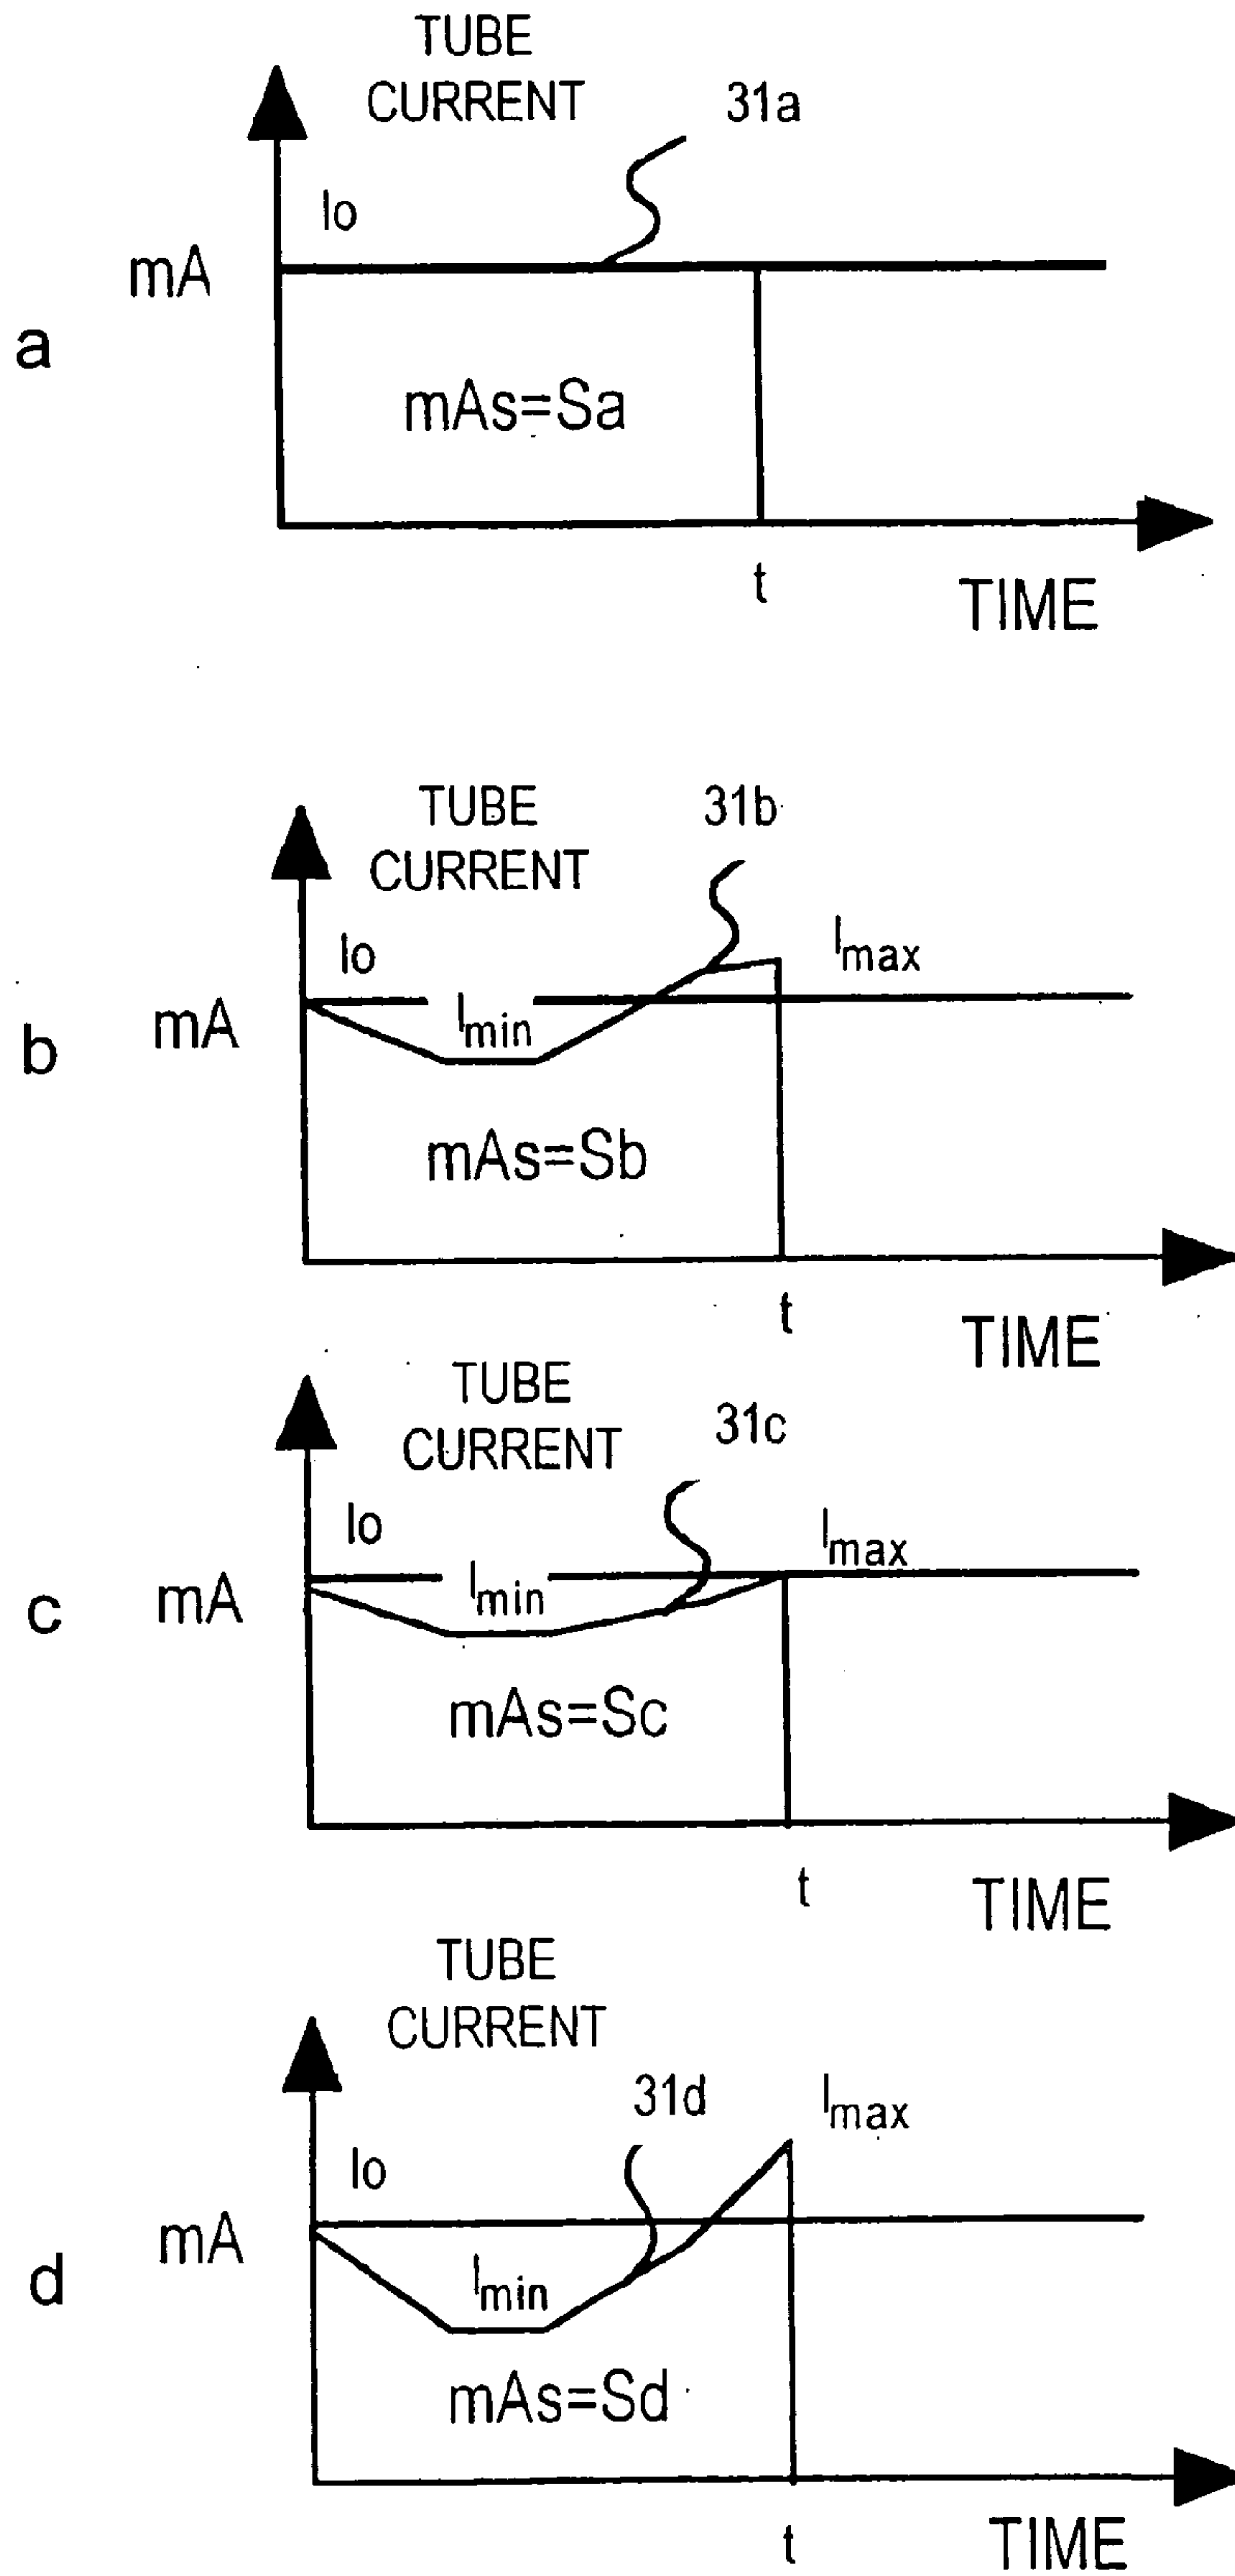 TUBE
CURRENT
31a
Io
mA
a
mAs=Sa
t
TIME
TUBE
CURRENT
31b
Io
Imax
Imin
mA
b
mAs=Sb
t
TIME
TUBE
CURRENT
31c
Io
Imax
Imin
mA
c
mAs=Sc
t
TIME
TUBE
CURRENT
31d
Imax
Io
mA
d
Imin
mAs=Sd
t
TIME